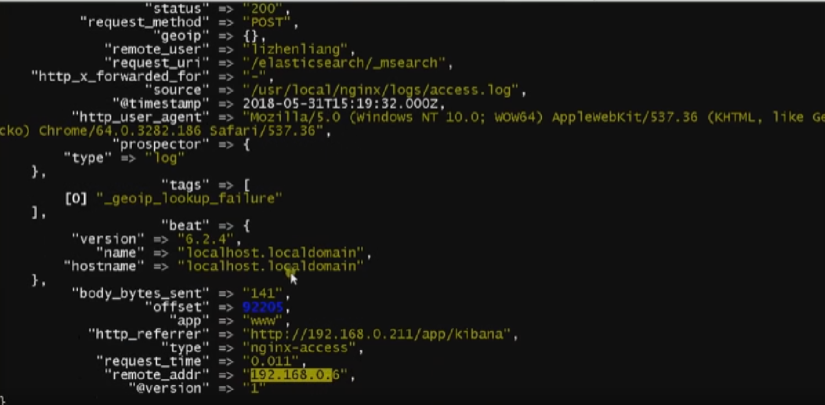 "status" => "200",
"request_method" => "POST",
"geoip" => {},
"remote_user" => "lizhenliang",
"request_uri" => "/elasticsearch/_msearch",
"http_x_forwarded_for" => "-",
"source" => "/usr/local/nginx/logs/access.log",
"@timestamp" => 2018-05-31T15:19:32.000Z,
"http_user_agent" => "Mozilla/5.0 (Windows NT 10.0; WOW64) AppleWebKit/537.36 (KHTML, like Ge
cko) Chrome/64.0.3282.186 Safari/537.36",
"prospector" => {
"type" => "log"
},
"tags" => [
[0] "_geoip_lookup_failure"
],
"beat" => {
"version" => "6.2.4",
"name" => "localhost.localdomain",
"hostname" => "localhost.localdomain"
},
"body_bytes_sent" => "141",
"offset" => 92205,
"app" => "www",
"http_referrer" => "http://192.168.0.211/app/kibana",
"type" => "nginx-access",
"request_time" => "0.011",
"remote_addr" => "192.168.0.6",
"@version" => "1"
}